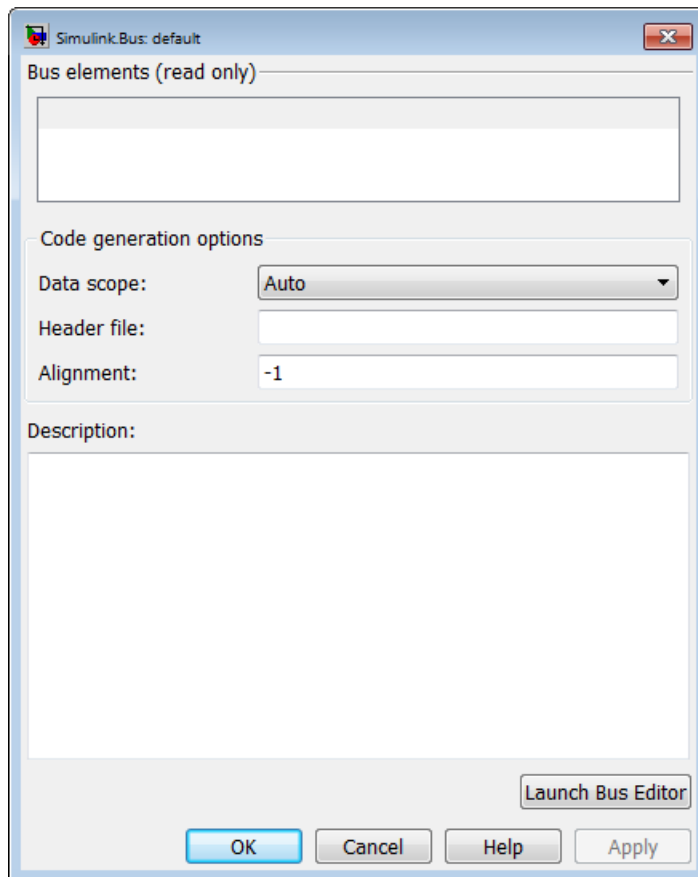 Simulink.Bus: default
Bus elements (read only)
Code generation options
Data scope: Auto
Header file:
Alignment: -1
Description:
Launch Bus Editor
OK Cancel Help Apply